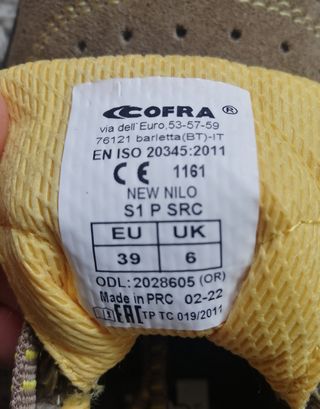 COFRA ®
via dell'Euro,53-57-59
76121 barletta(BT)-IT
EN ISO 20345:2011
CE 1161
NEW NILO
S1 P SRC
EU UK
39 6
ODL: 2028605 (OR)
Made in PRC 02-22
EAC TP TC 019/2011